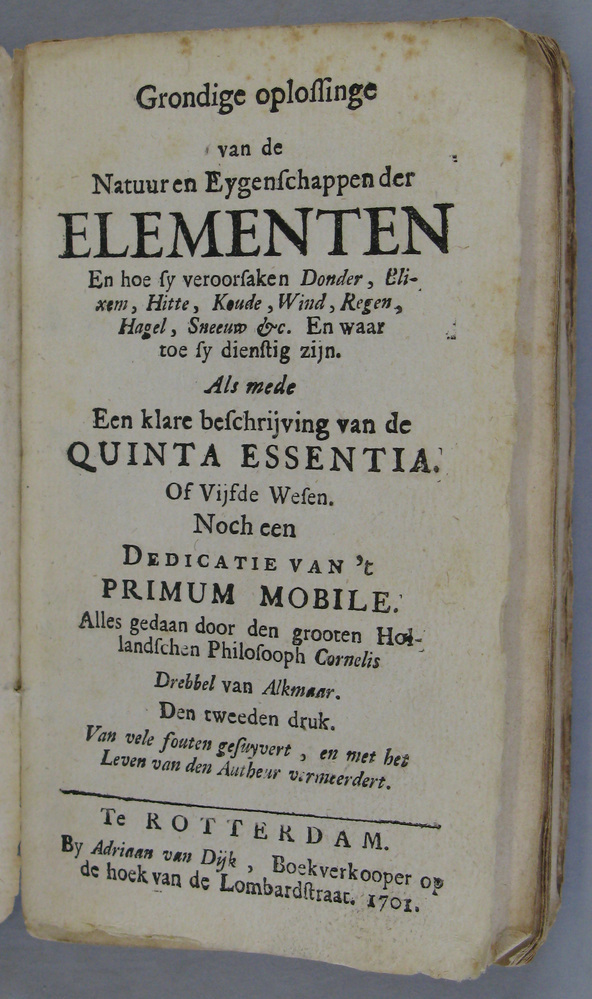 Grondige oploſſinge
van de
Natuur en Eygenſchappen der
ELEMENTEN
En hoe ſy veroorſaken Donder, Bli-
xem, Hitte, Koude, Wind, Regen,
Hagel, Sneeuw &c. En waar
toe ſy dienſtig zijn.
Als mede
Een klare beſchrijving van de
QUINTA ESSENTIA.
Of Vijfde Weſen.
Noch een
DEDICATIE VAN 't
PRIMUM MOBILE.
Alles gedaan door den grooten Hol-
landſchen Philoſooph Cornelis
Drebbel van Alkmaar.
Den tweeden druk.
Van vele fouten geſuyvert, en met het
Leven van den Autheur vermeerdert.
Te ROTTERDAM.
By Adriaan van Dijk, Boekverkooper op
de hoek van de Lombardſtraat. 1701.